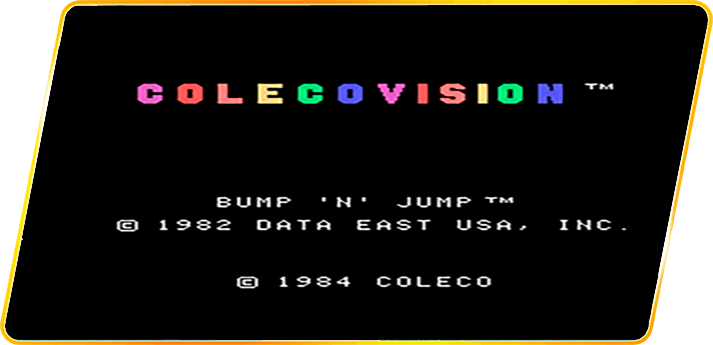 COLECOVISION™
BUMP 'N' JUMP™
© 1982 DATA EAST USA, INC.
© 1984 COLECO